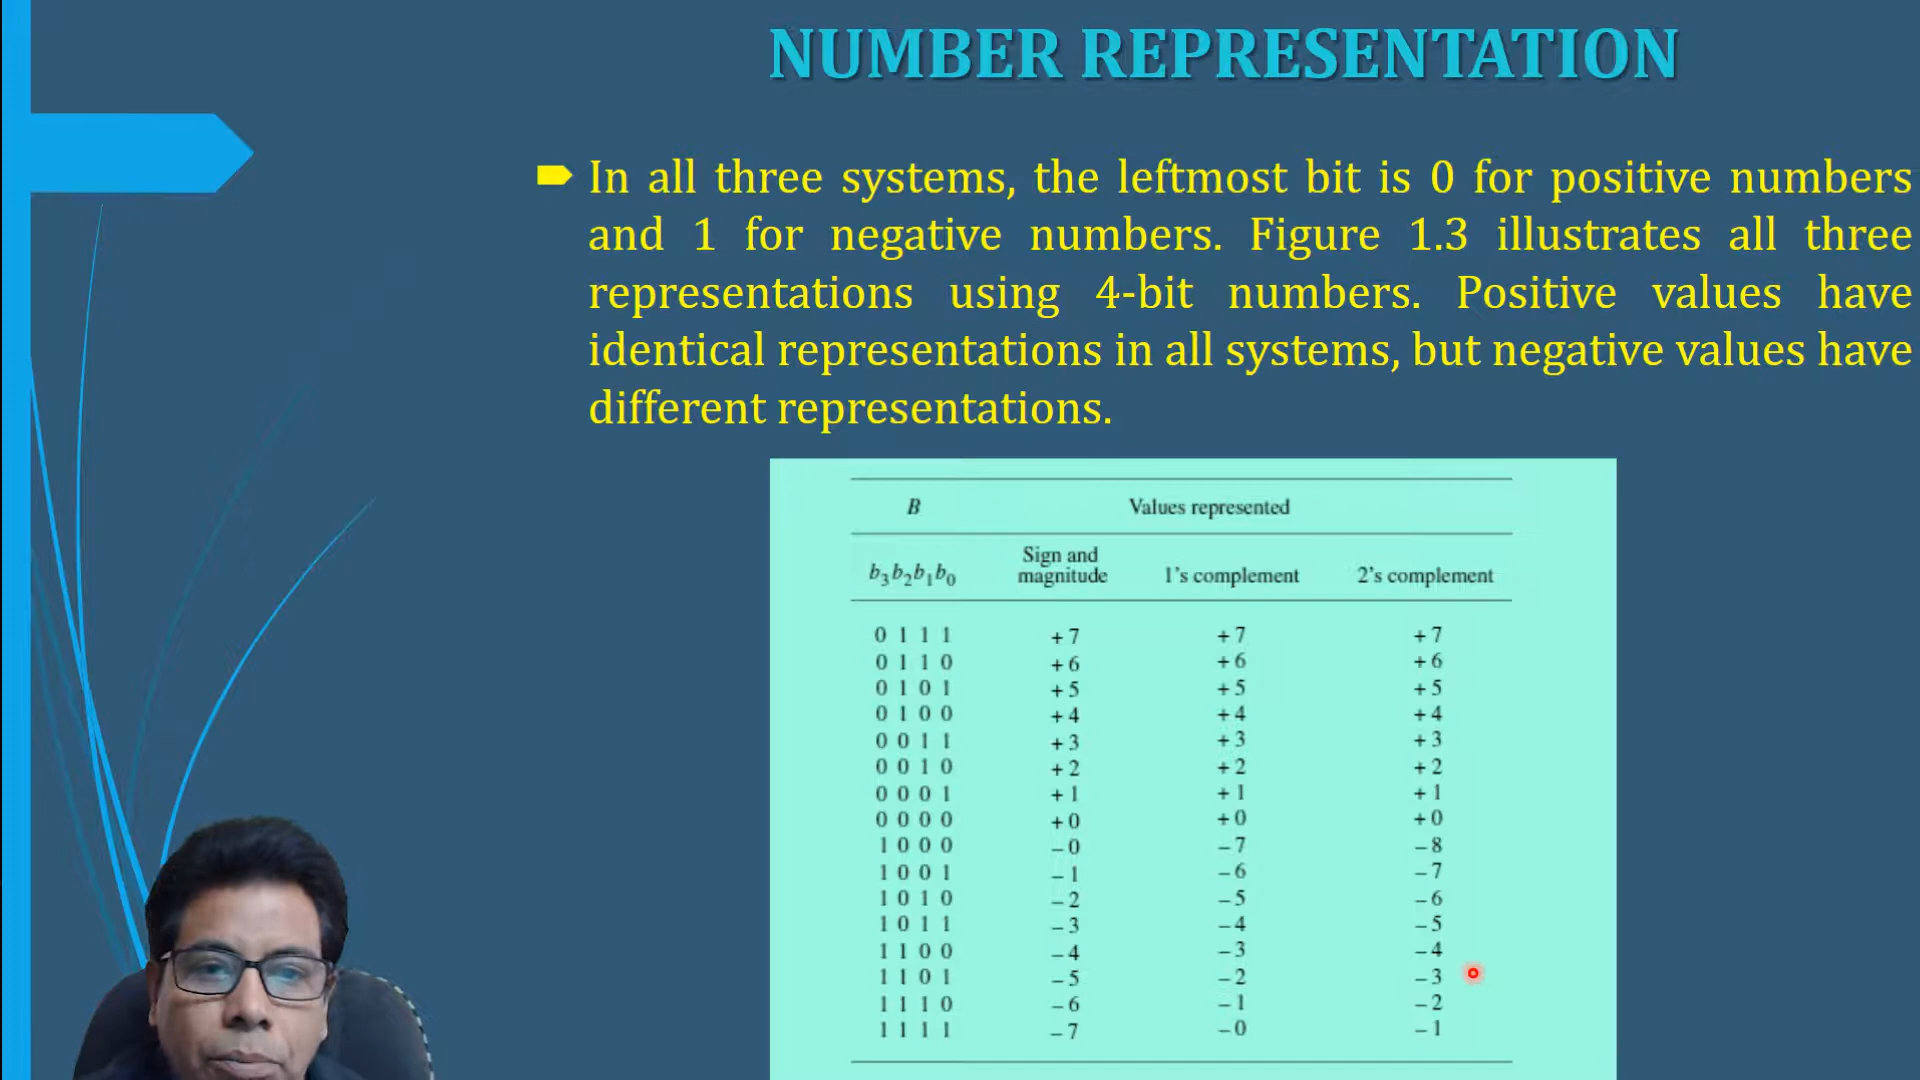 NUMBER REPRESENTATION
In all three systems, the leftmost bit is 0 for positive numbers
and 1 for negative numbers. Figure 1.3 illustrates all three
representations using 4-bit numbers. Positive values have
identical representations in all systems, but negative values have
different representations.
B Values represented
b₃b₂b₁b₀ Sign and magnitude 1's complement 2's complement
0 1 1 1 +7 +7 +7
0 1 1 0 +6 +6 +6
0 1 0 1 +5 +5 +5
0 1 0 0 +4 +4 +4
0 0 1 1 +3 +3 +3
0 0 1 0 +2 +2 +2
0 0 0 1 +1 +1 +1
0 0 0 0 +0 +0 +0
1 0 0 0 −0 −7 −8
1 0 0 1 −1 −6 −7
1 0 1 0 −2 −5 −6
1 0 1 1 −3 −4 −5
1 1 0 0 −4 −3 −4
1 1 0 1 −5 −2 −3
1 1 1 0 −6 −1 −2
1 1 1 1 −7 −0 −1